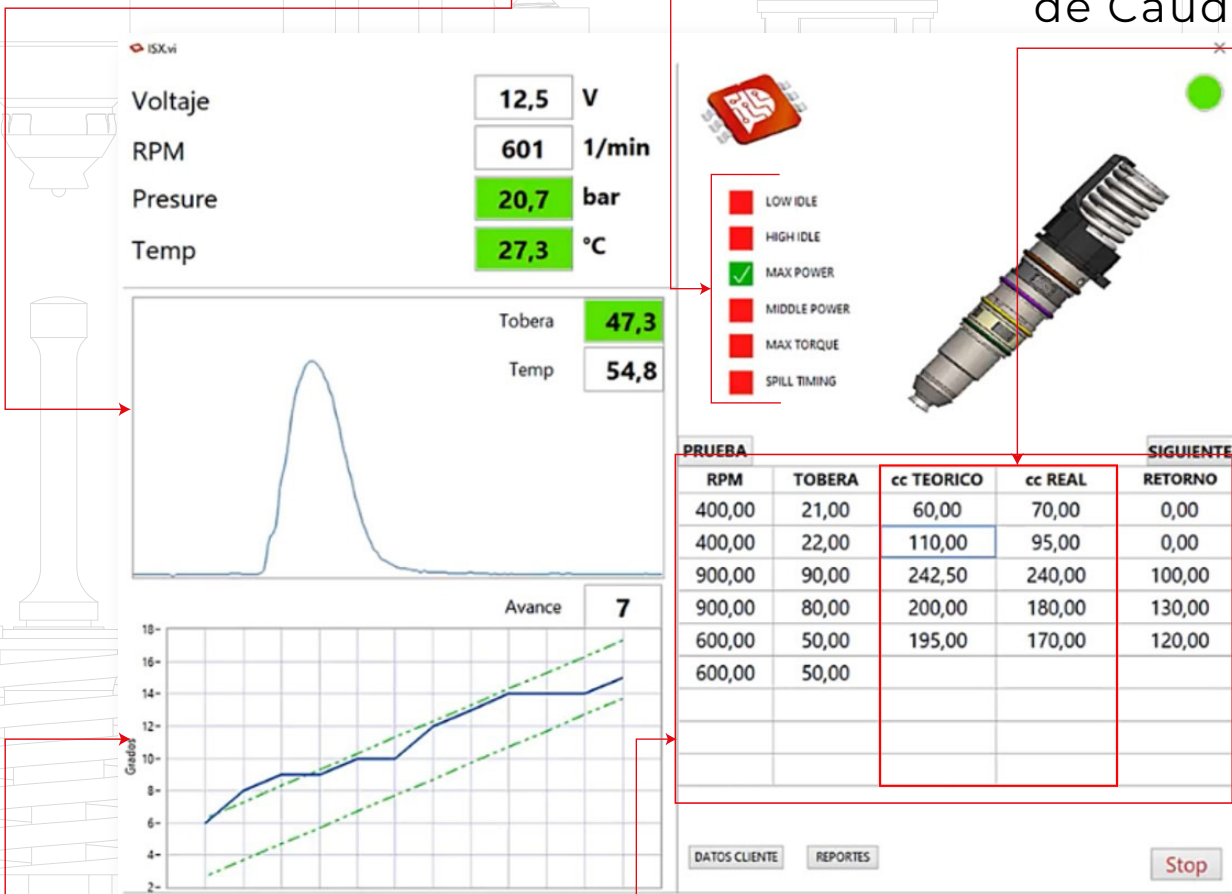 de Caud
ISX.vi
Voltaje 12,5 V
RPM 601 1/min
Presure 20,7 bar
Temp 27,3 °C
LOW IDLE
HIGH IDLE
MAX POWER
MIDDLE POWER
MAX TORQUE
SPILL TIMING
Tobera 47,3
Temp 54,8
PRUEBA SIGUIENTE
RPM TOBERA cc TEORICO cc REAL RETORNO
400,00 21,00 60,00 70,00 0,00
400,00 22,00 110,00 95,00 0,00
900,00 90,00 242,50 240,00 100,00
900,00 80,00 200,00 180,00 130,00
600,00 50,00 195,00 170,00 120,00
600,00 50,00
Avance 7
18
16
14
12
10
8
6
4
2
Grados
DATOS CLIENTE REPORTES Stop